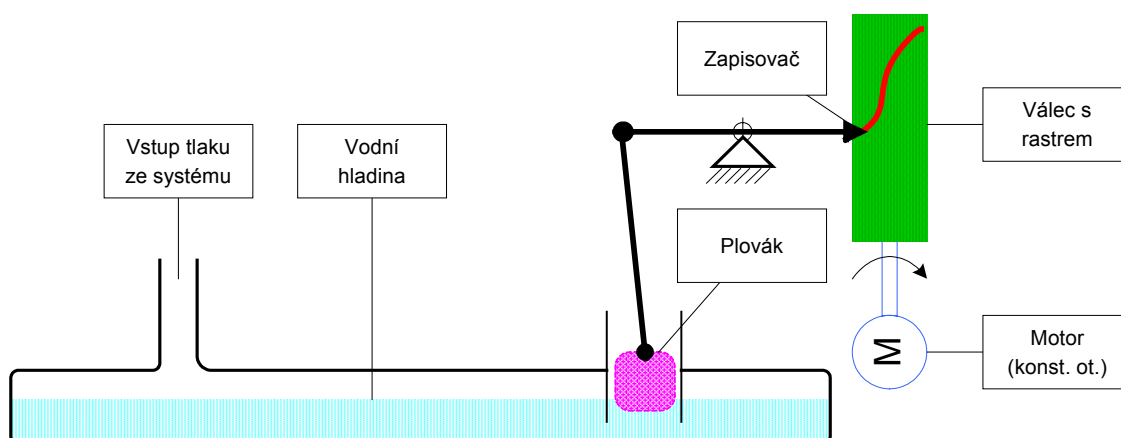 Zapisovač
Vstup tlaku
ze systému
Vodní
hladina
Válec s
rastrem
Plovák
M
Motor
(konst. ot.)